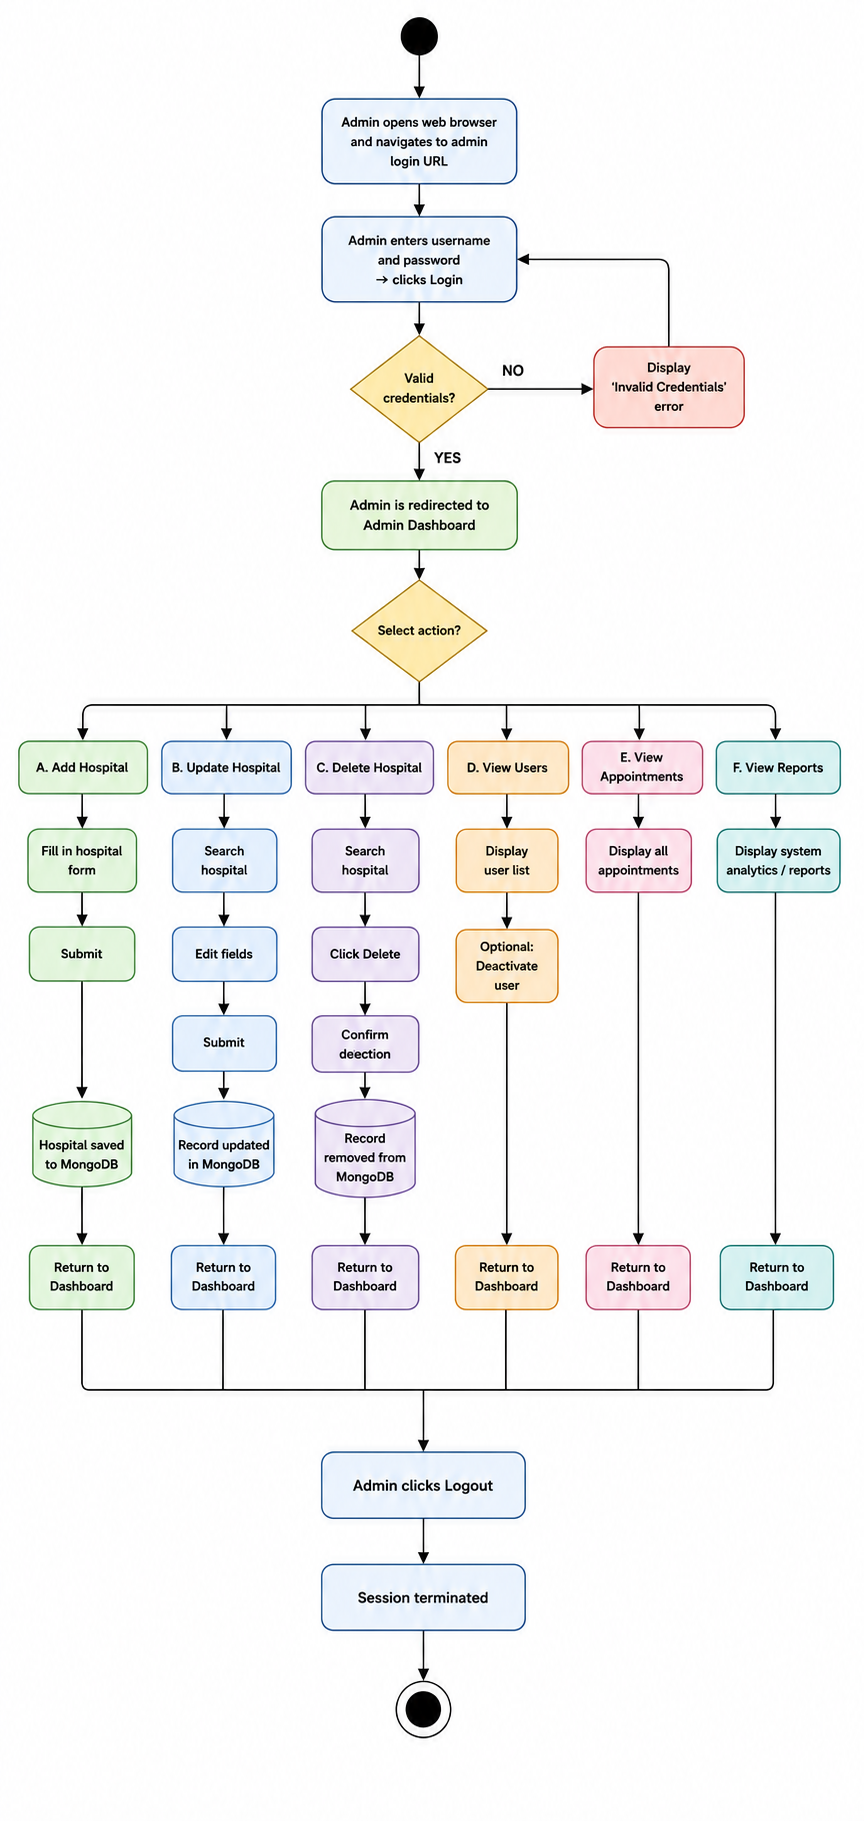 Admin opens web browser
and navigates to admin
login URL
Admin enters username
and password
→ clicks Login
Valid
credentials?
NO
Display
‘Invalid Credentials’
error
YES
Admin is redirected to
Admin Dashboard
Select action?
A. Add Hospital
B. Update Hospital
C. Delete Hospital
D. View Users
E. View
Appointments
F. View Reports
Fill in hospital
form
Search
hospital
Search
hospital
Display
user list
Display all
appointments
Display system
analytics / reports
Submit
Edit fields
Click Delete
Optional:
Deactivate
user
Submit
Confirm
deection
Hospital saved
to MongoDB
Record updated
in MongoDB
Record
removed from
MongoDB
Return to
Dashboard
Return to
Dashboard
Return to
Dashboard
Return to
Dashboard
Return to
Dashboard
Return to
Dashboard
Admin clicks Logout
Session terminated